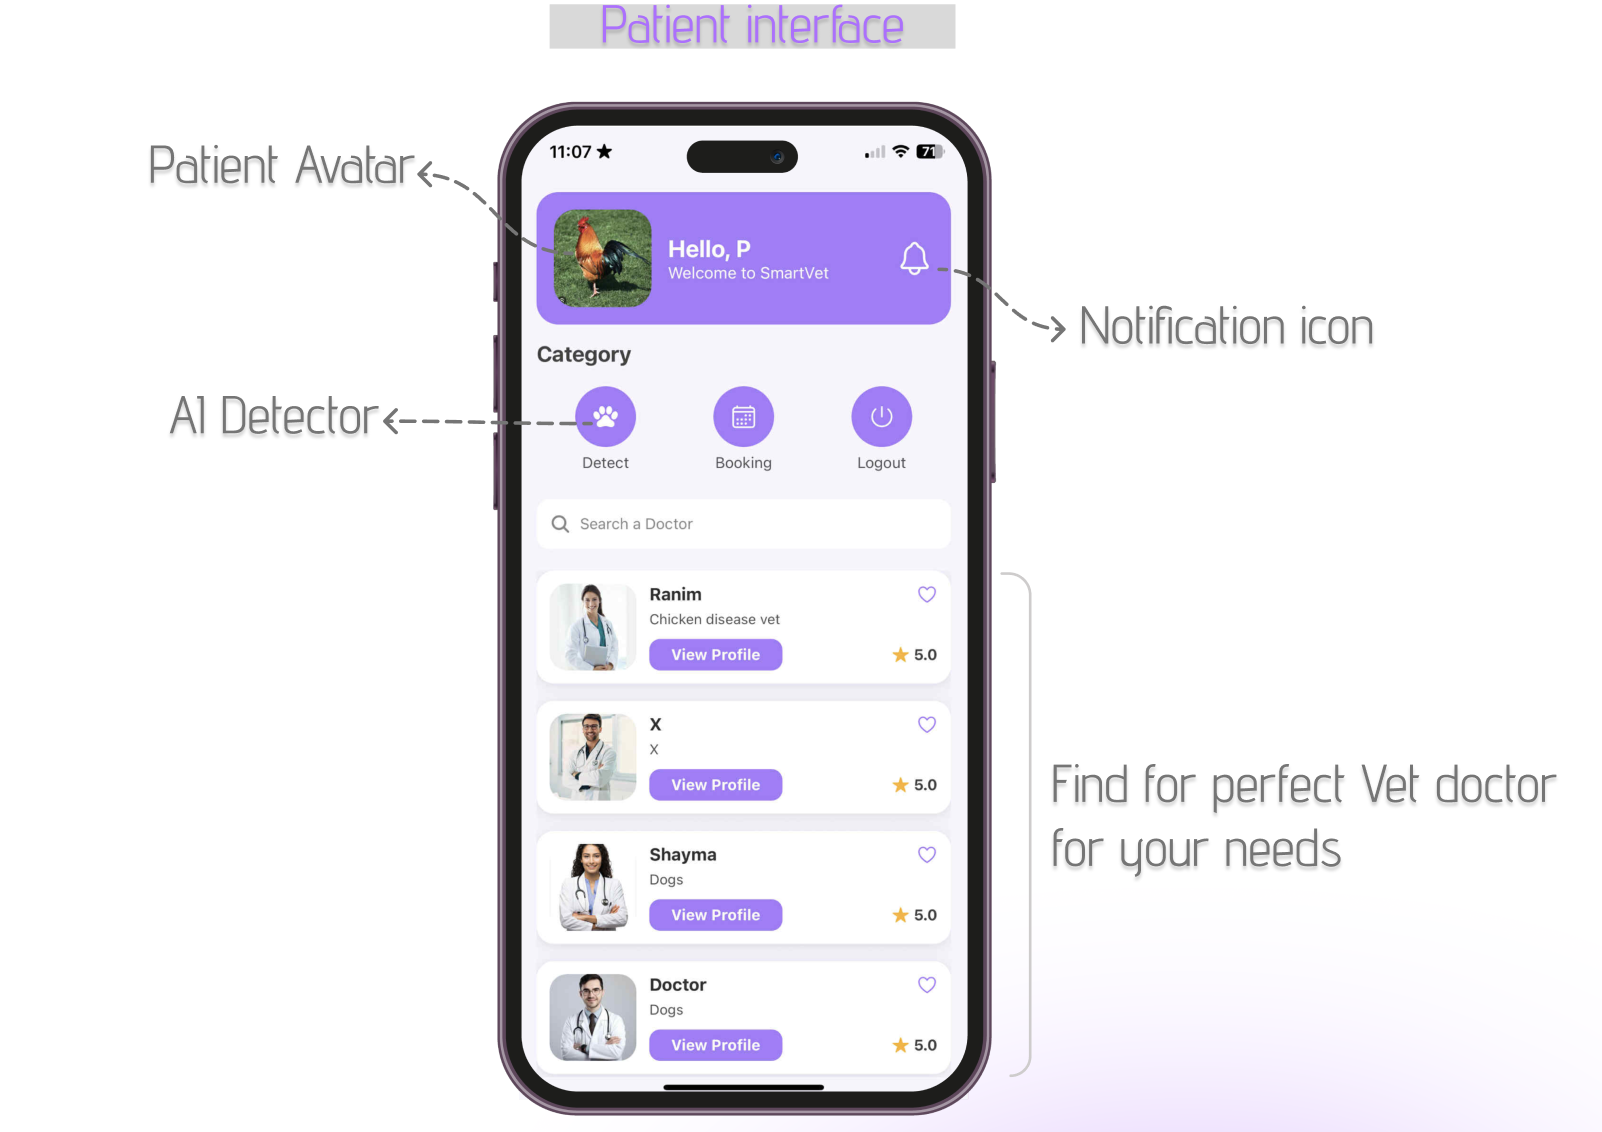 Patient interface
11:07
71
Patient Avatar
Hello, P
Welcome to SmartVet
Notification icon
Category
AI Detector
Detect
Booking
Logout
Search a Doctor
Ranim
Chicken disease vet
View Profile
5.0
X
X
View Profile
5.0
Find for perfect Vet doctor
for your needs
Shayma
Dogs
View Profile
5.0
Doctor
Dogs
View Profile
5.0